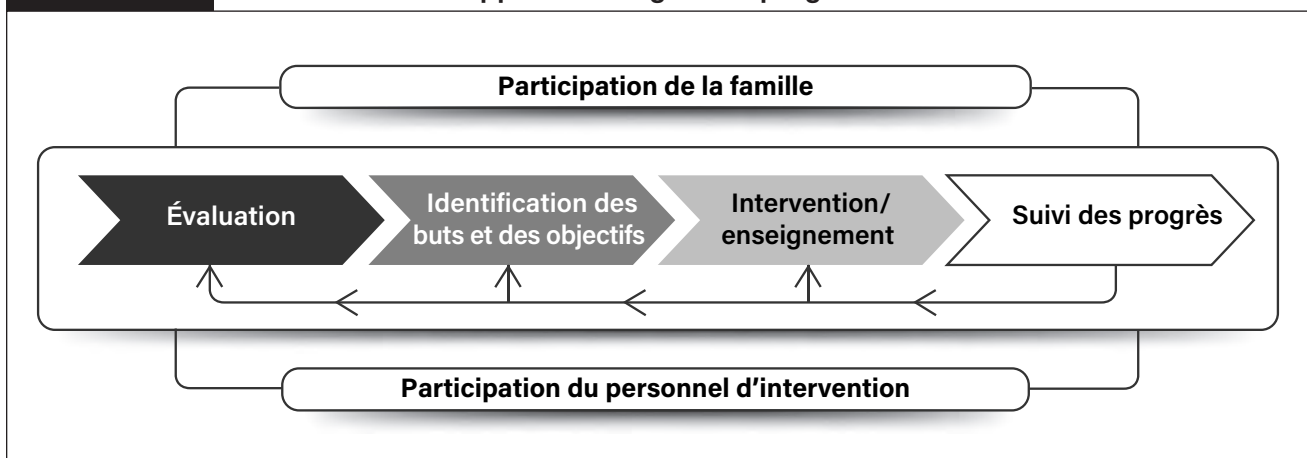 Participation de la famille
Évaluation
Identification des
buts et des objectifs
Intervention/
enseignement
Suivi des progrès
Participation du personnel d'intervention